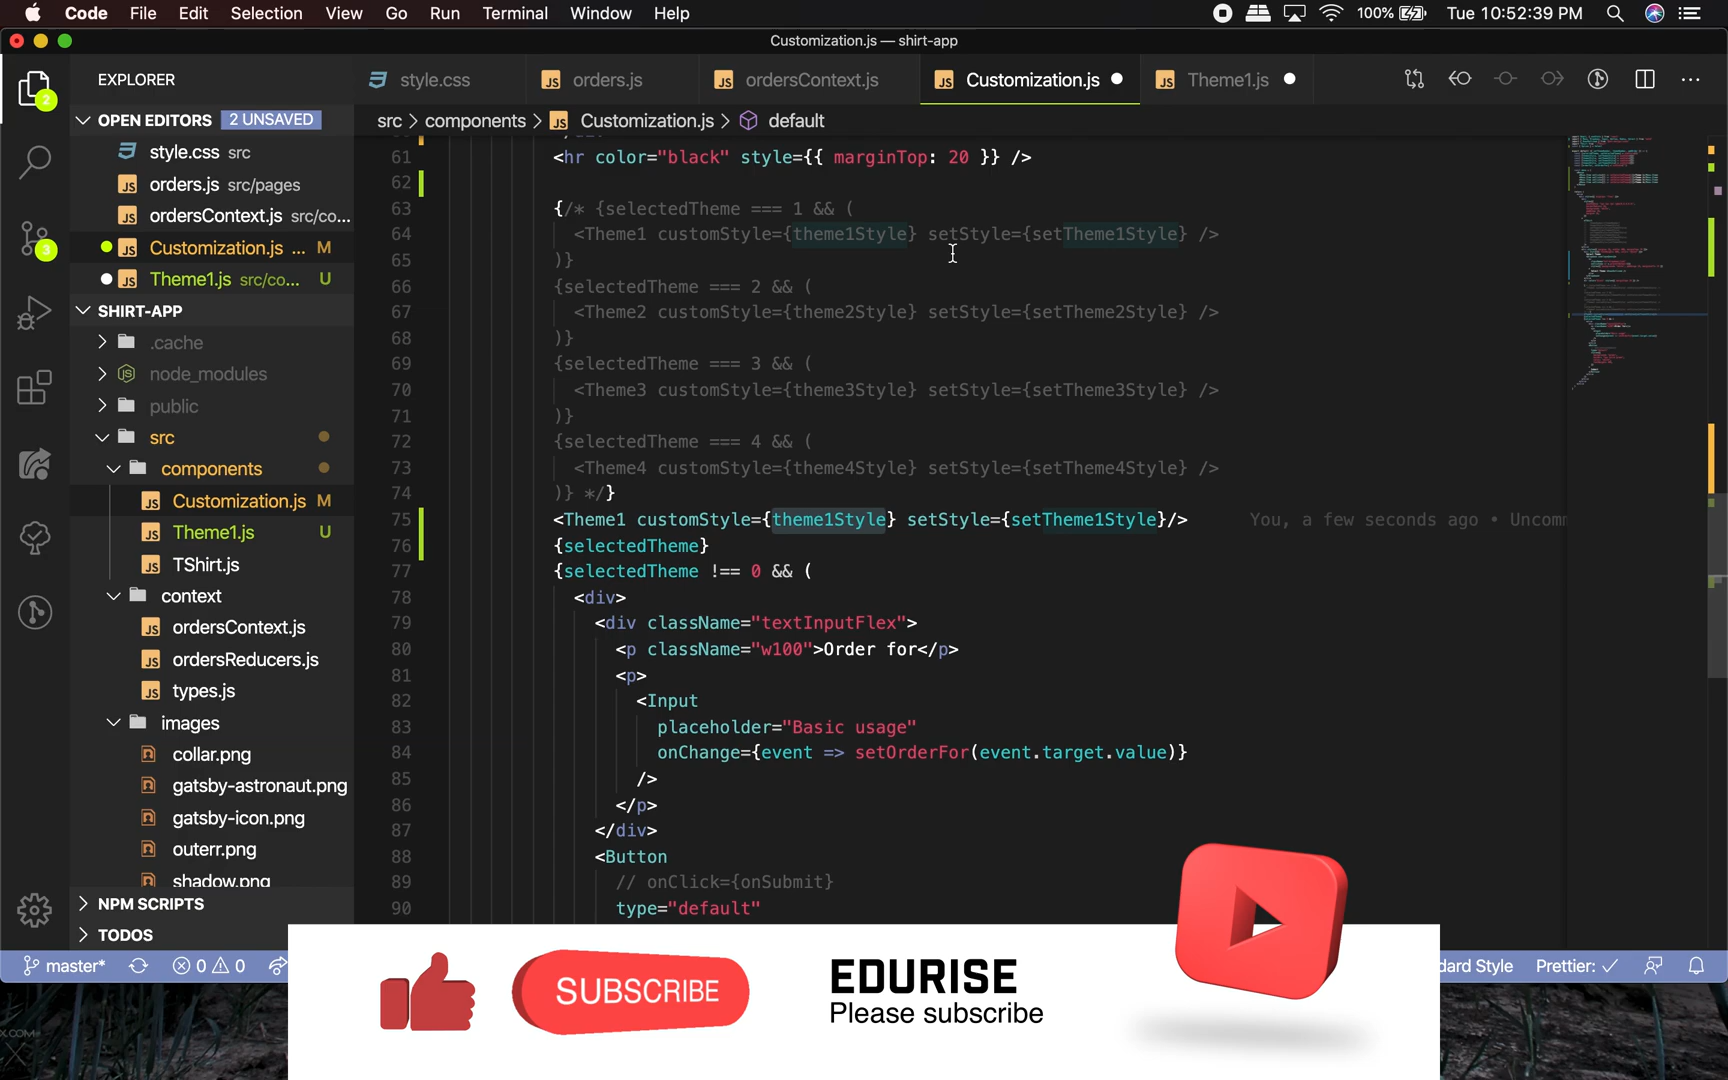 Code File Edit Selection View Go Run Terminal Window Help 100% Tue 10:52:39 PM
Customization.js — shirt-app
EXPLORER
style.css
orders.js
ordersContext.js
Customization.js
Theme1.js
OPEN EDITORS 2 UNSAVED
style.css src
orders.js src/pages
ordersContext.js src/co...
Customization.js ... M
Theme1.js src/co... U
SHIRT-APP
.cache
node_modules
public
src
components
Customization.js M
Theme1.js U
TShirt.js
context
ordersContext.js
ordersReducers.js
types.js
images
collar.png
gatsby-astronaut.png
gatsby-icon.png
outerr.png
shadow.png
NPM SCRIPTS
TODOS
2
3
src > components > Customization.js > default
61 <hr color="black" style={{ marginTop: 20 }} />
62
63 {/* {selectedTheme === 1 && (
64 <Theme1 customStyle={theme1Style} setStyle={setTheme1Style} />
65 )}
66 {selectedTheme === 2 && (
67 <Theme2 customStyle={theme2Style} setStyle={setTheme2Style} />
68 )}
69 {selectedTheme === 3 && (
70 <Theme3 customStyle={theme3Style} setStyle={setTheme3Style} />
71 )}
72 {selectedTheme === 4 && (
73 <Theme4 customStyle={theme4Style} setStyle={setTheme4Style} />
74 )} */}
75 <Theme1 customStyle={theme1Style} setStyle={setTheme1Style}/> You, a few seconds ago • Uncomm
76 {selectedTheme}
77 {selectedTheme !== 0 && (
78 <div>
79 <div className="textInputFlex">
80 <p className="w100">Order for</p>
81 <p>
82 <Input
83 placeholder="Basic usage"
84 onChange={event => setOrderFor(event.target.value)}
85 />
86 </p>
87 </div>
88 <Button
89 // onClick={onSubmit}
90 type="default"
master* 0 0 dard Style Prettier: ✓
SUBSCRIBE
EDURISE
Please subscribe